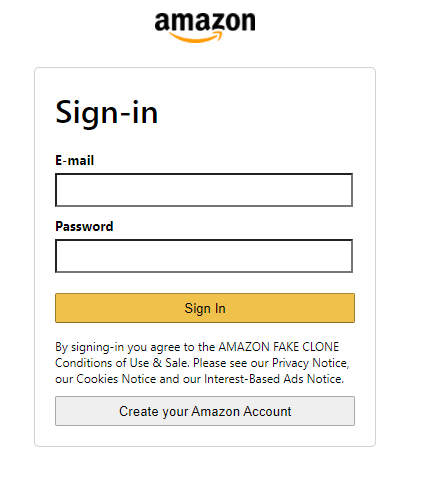 amazon
Sign-in
E-mail
Password
Sign In
By signing-in you agree to the AMAZON FAKE CLONE
Conditions of Use & Sale. Please see our Privacy Notice,
our Cookies Notice and our Interest-Based Ads Notice.
Create your Amazon Account